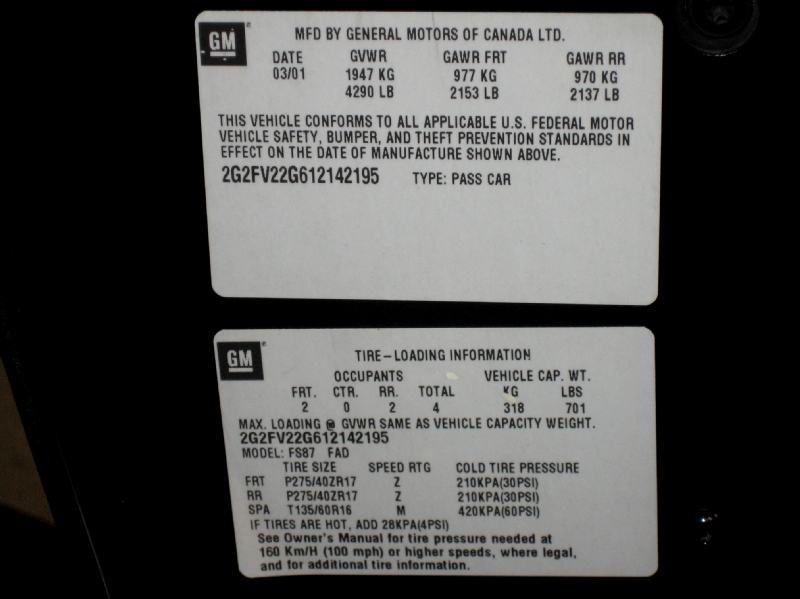 GM
MFD BY GENERAL MOTORS OF CANADA LTD.
DATE GVWR GAWR FRT GAWR RR
03/01 1947 KG 977 KG 970 KG
4290 LB 2153 LB 2137 LB
THIS VEHICLE CONFORMS TO ALL APPLICABLE U.S. FEDERAL MOTOR
VEHICLE SAFETY, BUMPER, AND THEFT PREVENTION STANDARDS IN
EFFECT ON THE DATE OF MANUFACTURE SHOWN ABOVE.
2G2FV22G612142195 TYPE: PASS CAR
GM
TIRE-LOADING INFORMATION
OCCUPANTS VEHICLE CAP. WT.
FRT. CTR. RR. TOTAL KG LBS
2 0 2 4 318 701
MAX. LOADING @ GVWR SAME AS VEHICLE CAPACITY WEIGHT.
2G2FV22G612142195
MODEL: FS87 FAD
TIRE SIZE SPEED RTG COLD TIRE PRESSURE
FRT P275/40ZR17 Z 210KPA(30PSI)
RR P275/40ZR17 Z 210KPA(30PSI)
SPA T135/60R16 M 420KPA(60PSI)
IF TIRES ARE HOT, ADD 28KPA(4PSI)
See Owner's Manual for tire pressure needed at
160 Km/H (100 mph) or higher speeds, where legal,
and for additional tire information.